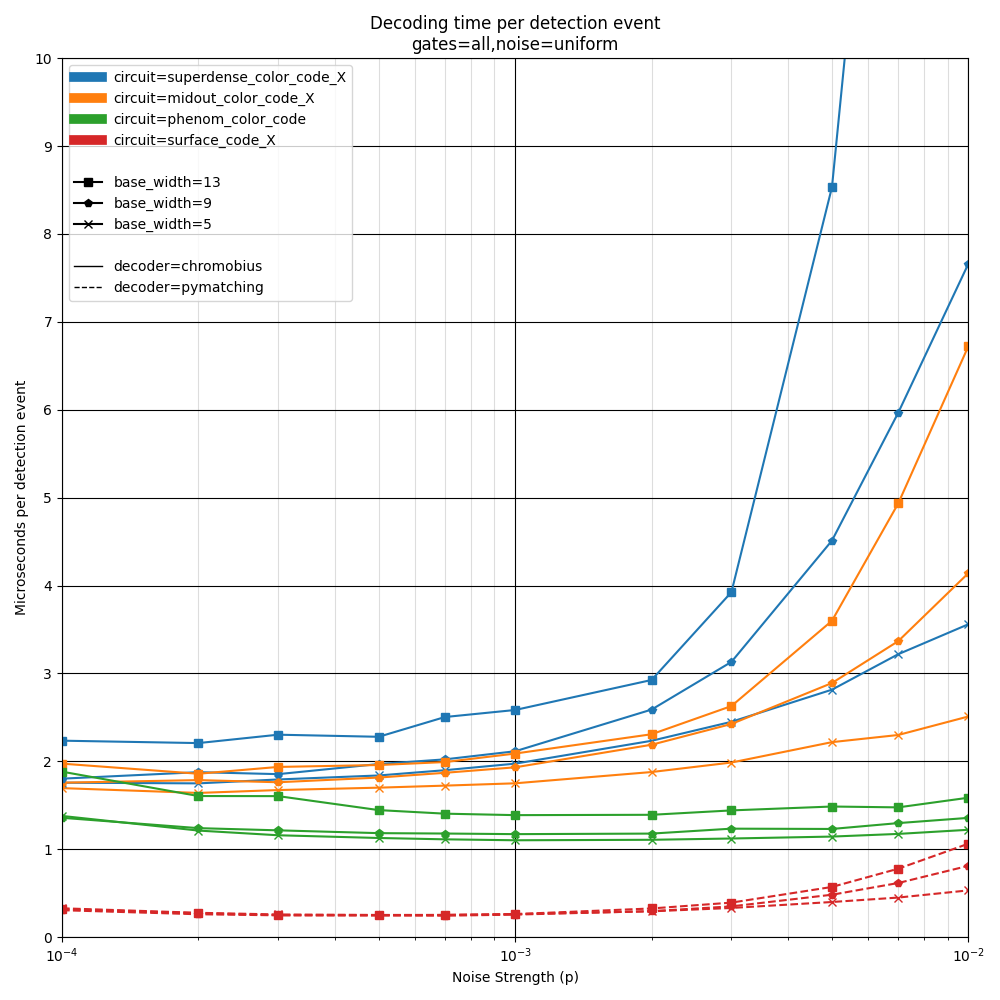 Decoding time per detection event
gates=all,noise=uniform
10
9
8
7
6
5
4
3
2
1
0
Microseconds per detection event
circuit=superdense_color_code_X
circuit=midout_color_code_X
circuit=phenom_color_code
circuit=surface_code_X
base_width=13
base_width=9
base_width=5
decoder=chromobius
decoder=pymatching
10⁻⁴ 10⁻³ 10⁻²
Noise Strength (p)